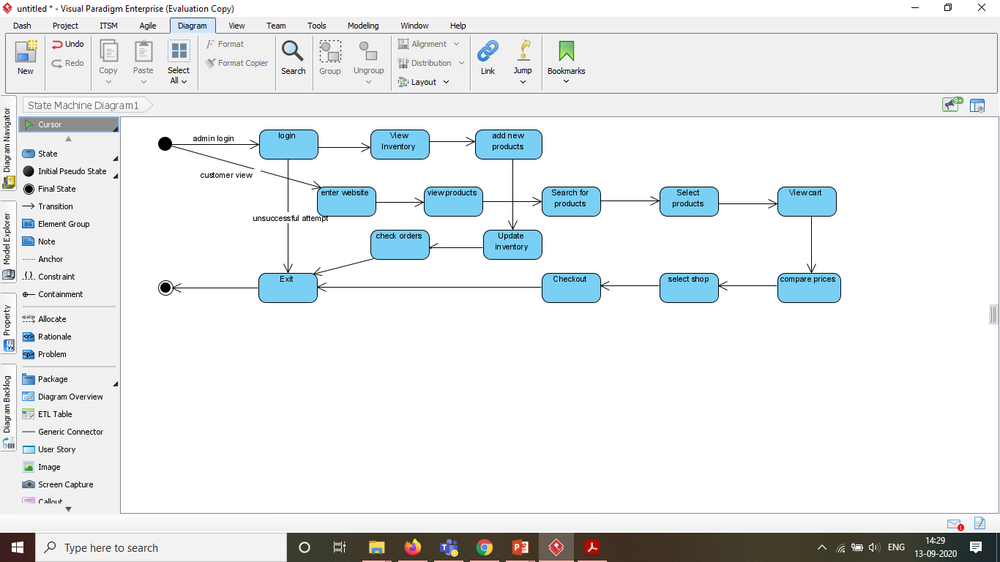 untitled * - Visual Paradigm Enterprise (Evaluation Copy)
Dash Project ITSM Agile Diagram View Team Tools Modeling Window Help
New
Undo
Redo
Copy
Paste
Select
All
Format
Format Copier
Search
Group
Ungroup
Alignment
Distribution
Layout
Link
Jump
Bookmarks
State Machine Diagram1
9+
Diagram Navigator
Model Explorer
Property
Diagram Backlog
Cursor
State
Initial Pseudo State
Final State
Transition
Element Group
Note
Anchor
Constraint
Containment
Allocate
Rationale
Problem
Package
Diagram Overview
ETL Table
Generic Connector
User Story
Image
Screen Capture
Callout
admin login
login
View
Inventory
add new
products
customer view
enter website
view products
Search for
products
Select
products
View cart
unsuccessful attempt
check orders
Update
inventory
Exit
Checkout
select shop
compare prices
1
Type here to search
ENG
14:29
13-09-2020